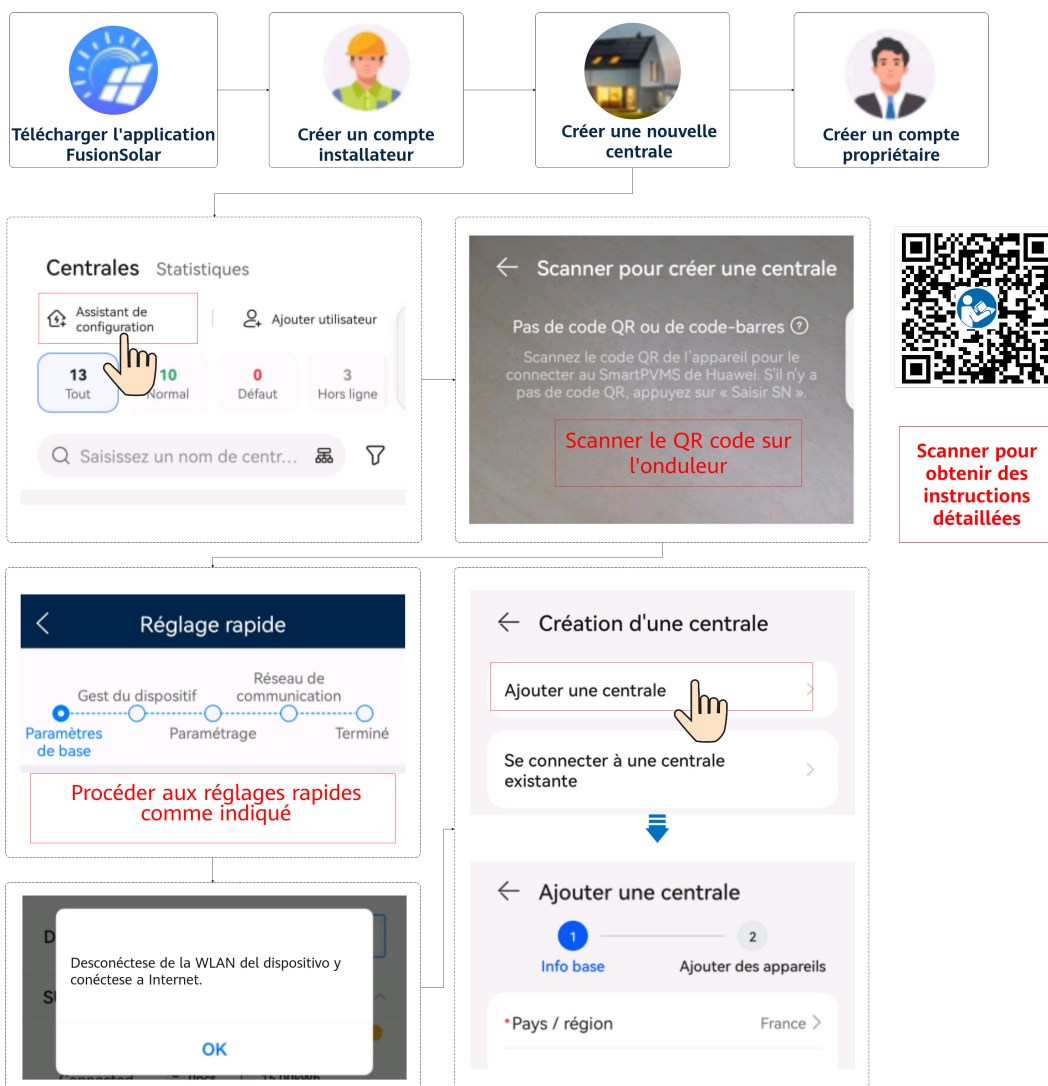 Télécharger l'application
FusionSolar
Créer un compte
installateur
Créer une nouvelle
centrale
Créer un compte
propriétaire
Centrales Statistiques
Assistant de
configuration
Ajouter utilisateur
13
Tout
10
Normal
0
Défaut
3
Hors ligne
Saisissez un nom de centr...
Scanner pour créer une centrale
Pas de code QR ou de code-barres ?
Scannez le code QR de l'appareil pour le
connecter au SmartPVMS de Huawei. S'il n'y a
pas de code QR, appuyez sur « Saisir SN ».
Scanner le QR code sur
l'onduleur
Scanner pour
obtenir des
instructions
détaillées
Réglage rapide
Gest du dispositif
Réseau de
communication
Paramètres
de base
Paramétrage
Terminé
Procéder aux réglages rapides
comme indiqué
Desconéctese de la WLAN del dispositivo y
conéctese a Internet.
OK
Création d'une centrale
Ajouter une centrale
Se connecter à une centrale
existante
Ajouter une centrale
1
2
Info base
Ajouter des appareils
*Pays / région
France